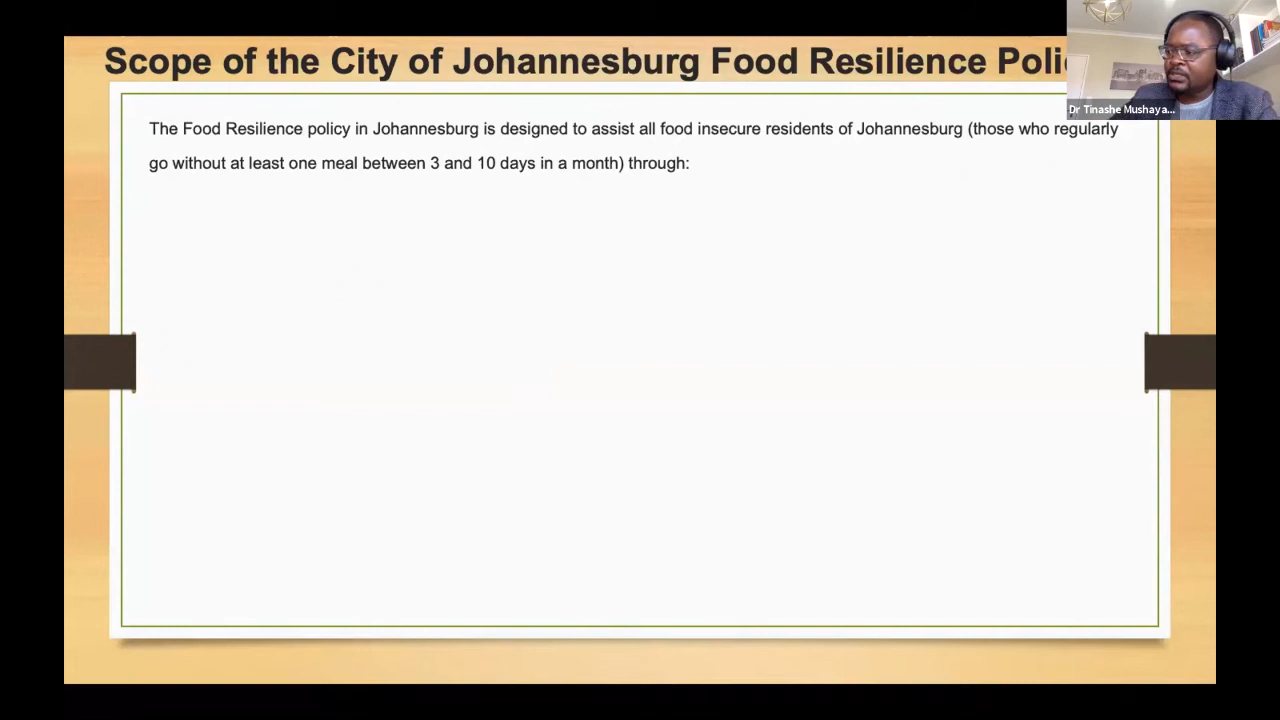 Scope of the City of Johannesburg Food Resilience
Dr Tinashe Mushaya...
The Food Resilience policy in Johannesburg is designed to assist all food insecure residents of Johannesburg (those who regularly
go without at least one meal between 3 and 10 days in a month) through: